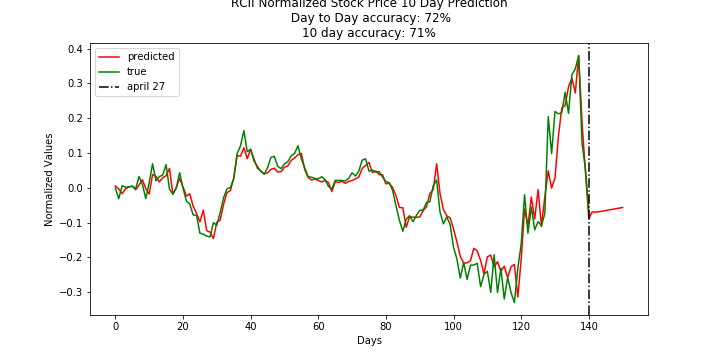 RCII Normalized Stock Price 10 Day Prediction
Day to Day accuracy: 72%
10 day accuracy: 71%
predicted
true
april 27
Normalized Values
0.4
0.3
0.2
0.1
0.0
−0.1
−0.2
−0.3
0 20 40 60 80 100 120 140
Days